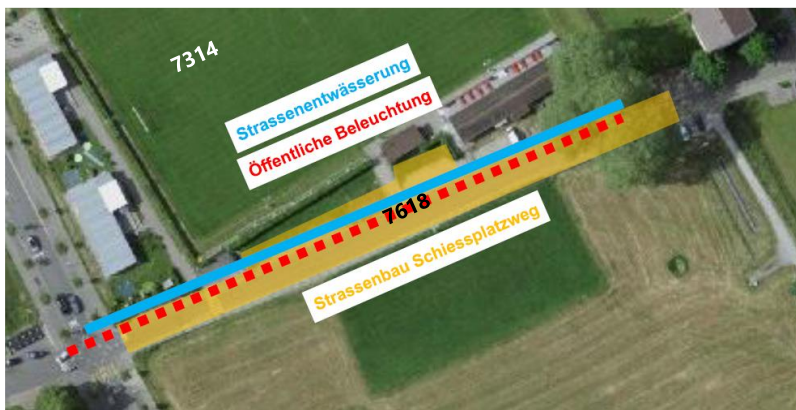 7314
Strassenentwässerung
Öffentliche Beleuchtung
7618
Strassenbau Schiessplatzweg